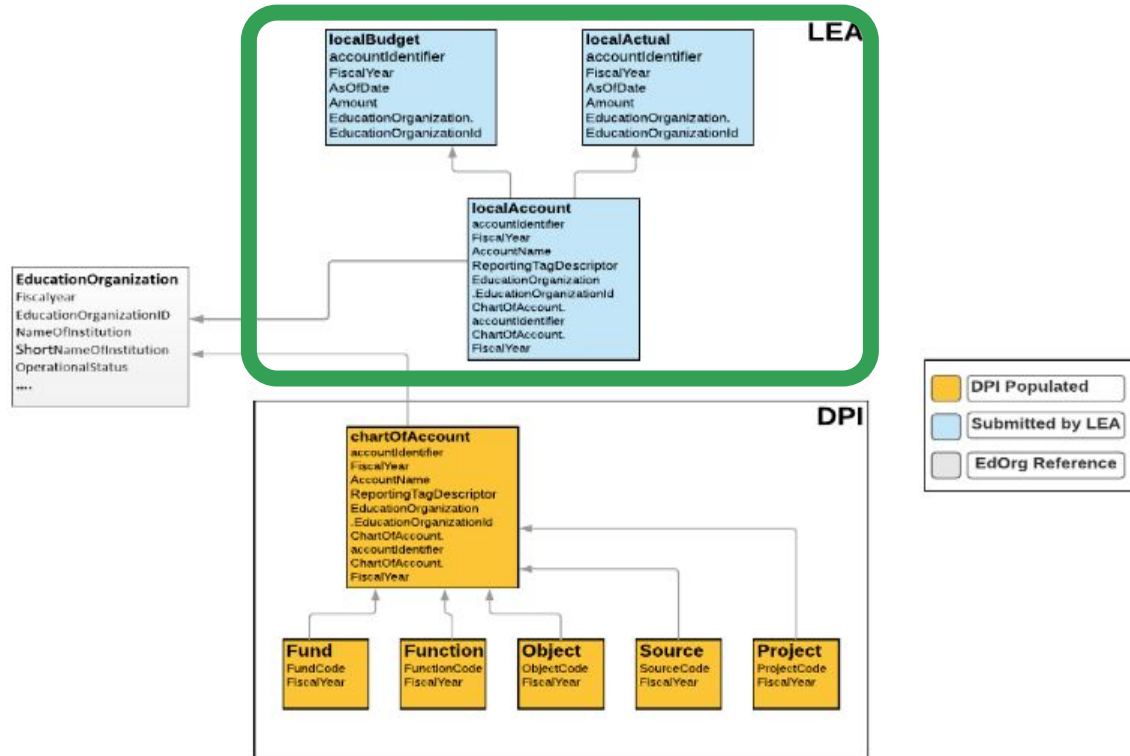 LEA
localBudget
accountIdentifier
FiscalYear
AsOfDate
Amount
EducationOrganization.
EducationOrganizationId
localActual
accountIdentifier
FiscalYear
AsOfDate
Amount
EducationOrganization.
EducationOrganizationId
localAccount
accountIdentifier
FiscalYear
AccountName
ReportingTagDescriptor
EducationOrganization
.EducationOrganizationId
ChartOfAccount.
accountIdentifier
ChartOfAccount.
FiscalYear
EducationOrganization
Fiscalyear
EducationOrganizationID
NameOfInstitution
ShortNameOfInstitution
OperationalStatus
....
DPI Populated
Submitted by LEA
EdOrg Reference
DPI
chartOfAccount
accountIdentifier
FiscalYear
AccountName
ReportingTagDescriptor
EducationOrganization
.EducationOrganizationId
ChartOfAccount.
accountIdentifier
ChartOfAccount.
FiscalYear
Fund
FundCode
FiscalYear
Function
FunctionCode
FiscalYear
Object
ObjectCode
FiscalYear
Source
SourceCode
FiscalYear
Project
ProjectCode
FiscalYear